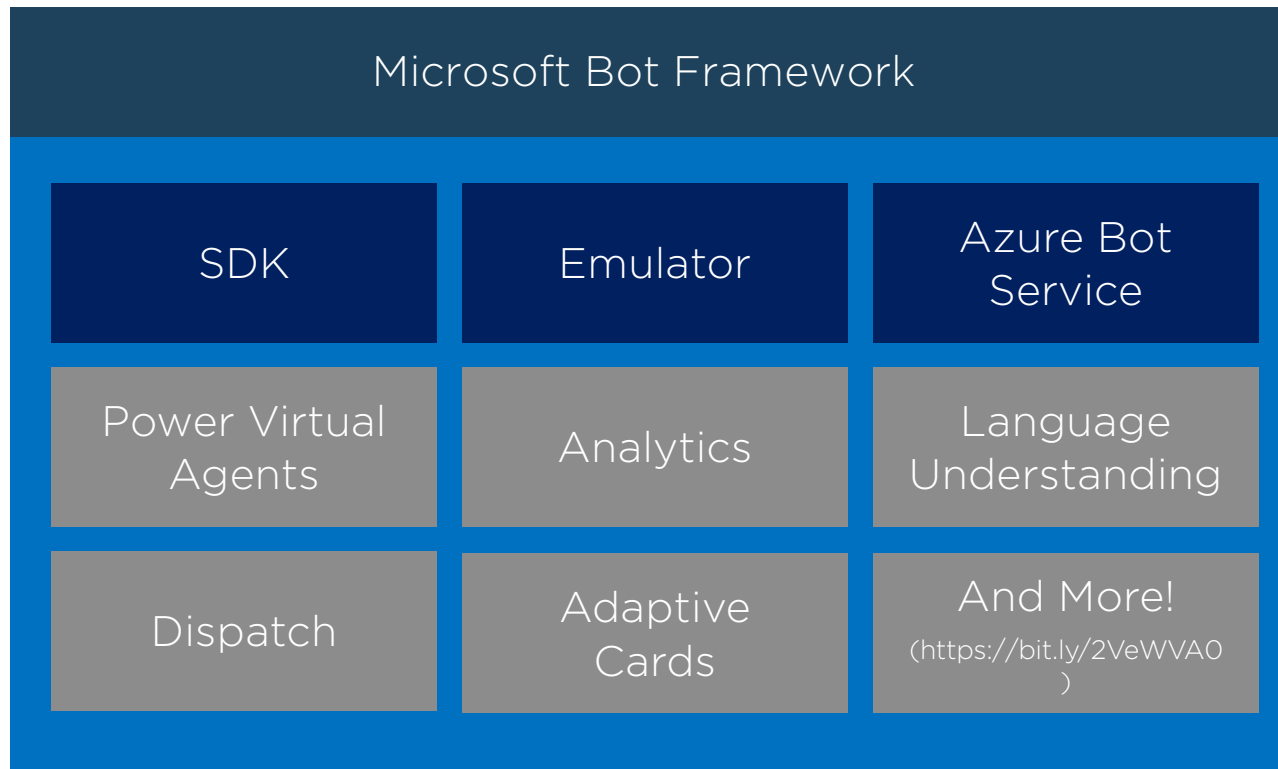 Microsoft Bot Framework
SDK
Emulator
Azure Bot
Service
Power Virtual
Agents
Analytics
Language
Understanding
Dispatch
Adaptive
Cards
And More!
(https://bit.ly/2VeWVA0
)